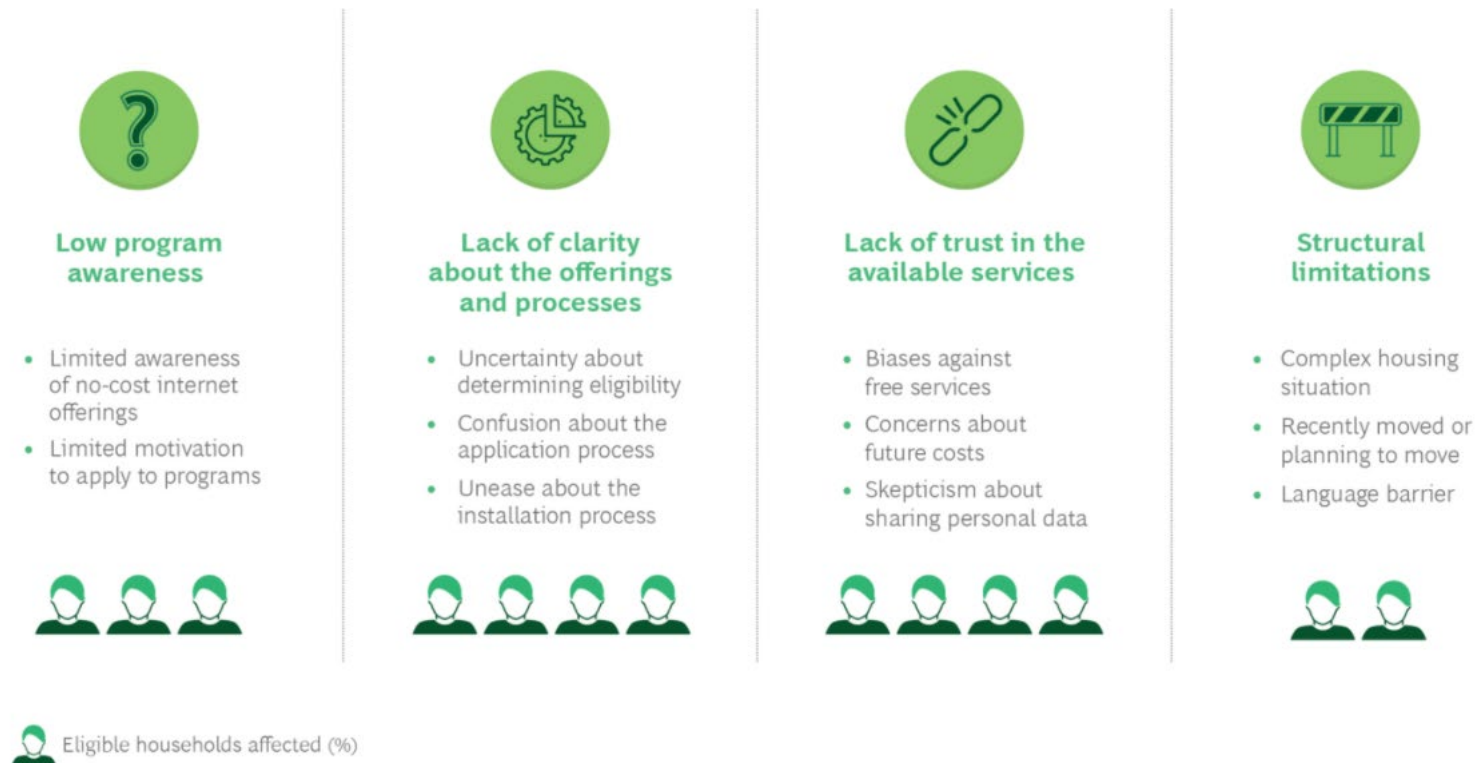 Low program
awareness
• Limited awareness
of no-cost internet
offerings
• Limited motivation
to apply to programs
Lack of clarity
about the offerings
and processes
• Uncertainty about
determining eligibility
• Confusion about the
application process
• Unease about the
installation process
Lack of trust in the
available services
• Biases against
free services
• Concerns about
future costs
• Skepticism about
sharing personal data
Structural
limitations
• Complex housing
situation
• Recently moved or
planning to move
• Language barrier
Eligible households affected (%)